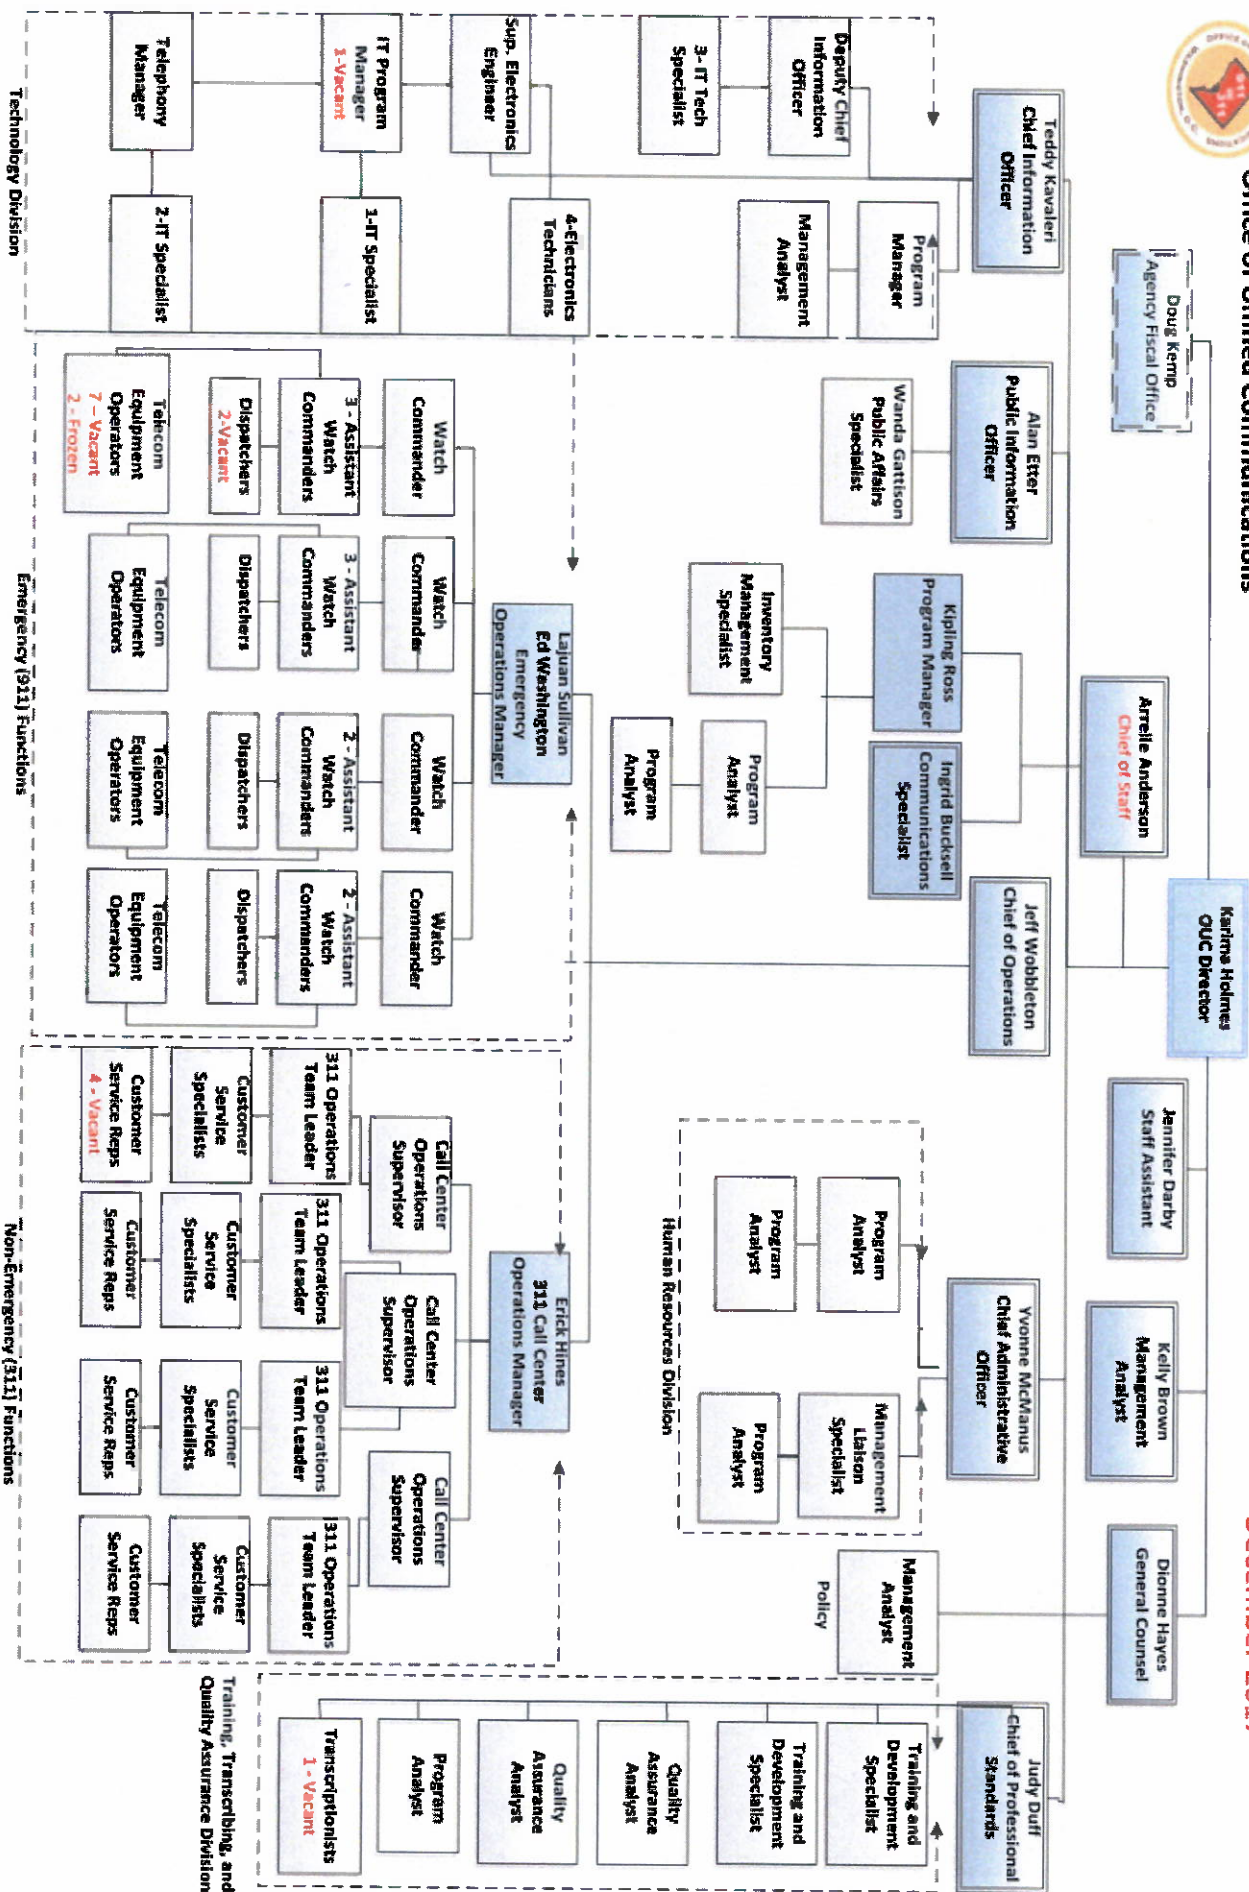 Karima Holmes
OUC Director
Doug Kemp
Agency Fiscal Office
Arrelle Anderson
Chief of Staff
Jennifer Darby
Staff Assistant
Kelly Brown
Management
Analyst
Dionne Hayes
General Counsel
Teddy Kavaleri
Chief Information
Officer
Alan Etter
Public Information
Officer
Kipling Ross
Program Manager
Ingrid Bucksell
Communications
Specialist
Jeff Wobbleton
Chief of Operations
Yvonne McManus
Chief Administrative
Officer
Judy Duff
Chief of Professional
Standards
Deputy Chief
Information
Officer
3- IT Tech
Specialist
Program
Manager
Management
Analyst
Sup. Electronics
Engineer
4-Electronics
Technicians
IT Program
Manager
1-Vacant
1-IT Specialist
Telephony
Manager
2-IT Specialist
Technology Division
Wanda Gattison
Public Affairs
Specialist
Inventory
Management
Specialist
Program
Analyst
Program
Analyst
Lajuan Sullivan
Ed Washington
Emergency
Operations Manager
Watch
Commander
Watch
Commander
Watch
Commander
Watch
Commander
3 - Assistant
Watch
Commanders
3 - Assistant
Watch
Commanders
2 - Assistant
Watch
Commanders
2 - Assistant
Watch
Commanders
Dispatchers
2-Vacant
Dispatchers
Dispatchers
Dispatchers
Telecom
Equipment
Operators
7 – Vacant
2 - Frozen
Telecom
Equipment
Operators
Telecom
Equipment
Operators
Telecom
Equipment
Operators
Emergency (911) Functions
Program
Analyst
Program
Analyst
Management
Liaison
Specialist
Program
Analyst
Human Resources Division
Management
Analyst
Policy
Erick Hines
311 Call Center
Operations Manager
Call Center
Operations
Supervisor
Call Center
Operations
Supervisor
Call Center
Operations
Supervisor
311 Operations
Team Leader
311 Operations
Team Leader
311 Operations
Team Leader
311 Operations
Team Leader
Customer
Service
Specialists
Customer
Service
Specialists
Customer
Service
Specialists
Customer
Service
Specialists
Customer
Service Reps
4 - Vacant
Customer
Service Reps
Customer
Service Reps
Customer
Service Reps
Non-Emergency (311) Functions
Training and
Development
Specialist
Training and
Development
Specialist
Quality
Assurance
Analyst
Quality
Assurance
Analyst
Program
Analyst
Transcriptionists
1 - Vacant
Training, Transcribing, and
Quality Assurance Division